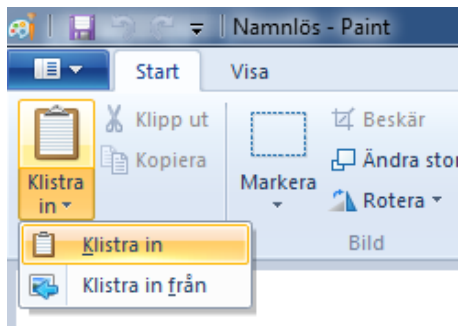 Namnlös - Paint
Start Visa
Klistra in
Klipp ut
Kopiera
Markera
Beskär
Ändra stor
Rotera
Bild
Klistra in
Klistra in från